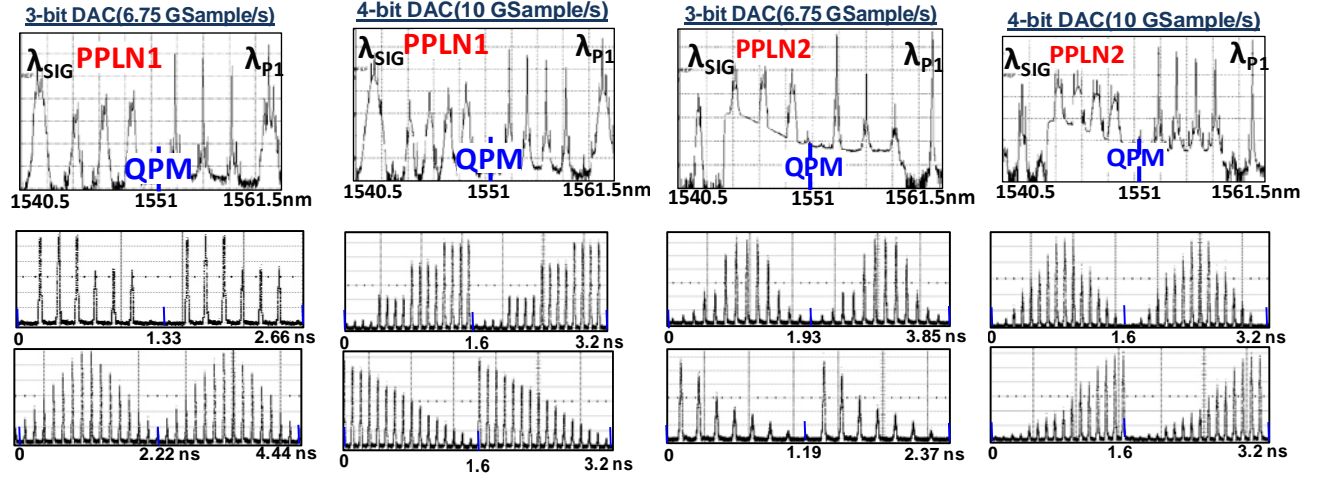 3-bit DAC(6.75 GSample/s)
4-bit DAC(10 GSample/s)
3-bit DAC(6.75 GSample/s)
4-bit DAC(10 GSample/s)
λSIG PPLN1 λP1
λSIG PPLN1 λP1
λSIG PPLN2 λP1
λSIG PPLN2 λP1
QPM
QPM
QPM
QPM
1540.5 1551 1561.5nm
1540.5 1551 1561.5nm
1540.5 1551 1561.5nm
1540.5 1551 1561.5nm
0 1.33 2.66 ns
0 1.6 3.2 ns
0 1.93 3.85 ns
0 1.6 3.2 ns
0 2.22 4.44 ns
0 1.6 3.2 ns
0 1.19 2.37 ns
0 1.6 3.2 ns